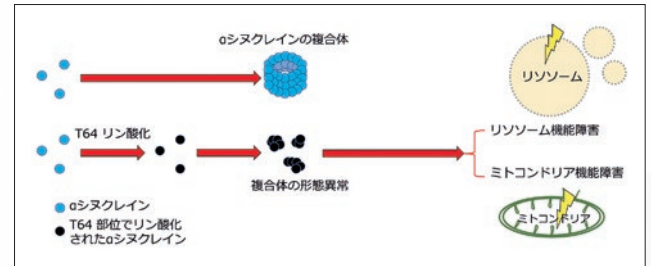 αシヌクレインの複合体
リソソーム
T64 リン酸化
リソソーム機能障害
複合体の形態異常
ミトコンドリア機能障害
αシヌクレイン
T64 部位でリン酸化
されたαシヌクレイン
ミトコンドリア